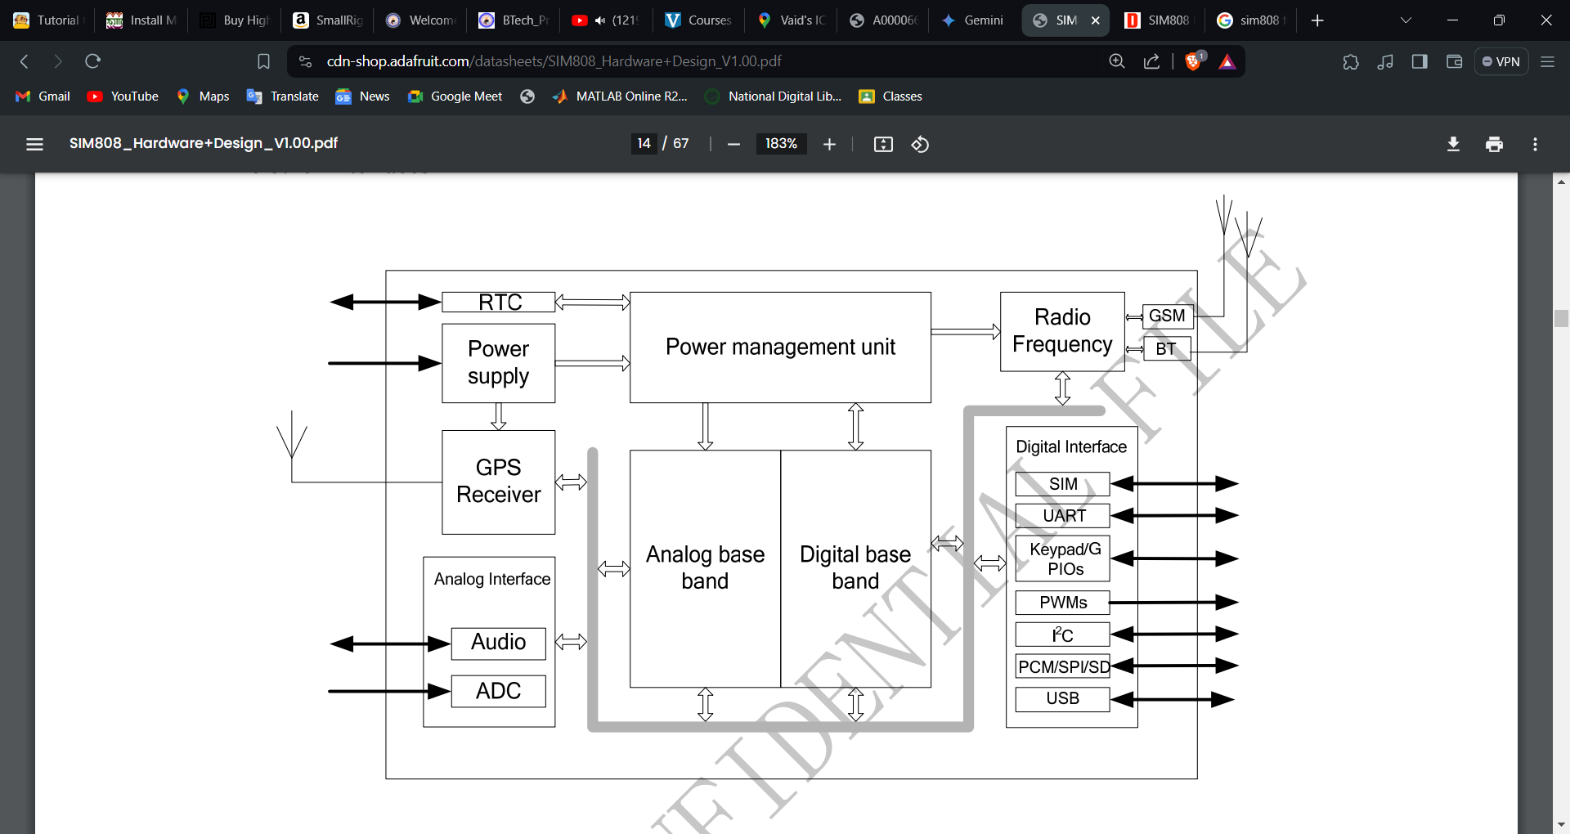 Tutorial
Install M
Buy High
SmallRig
Welcome
BTech_Pr
(121
Courses
Vaid's IC
A000066
Gemini
SIM
SIM808
sim808
cdn-shop.adafruit.com/datasheets/SIM808_Hardware+Design_V1.00.pdf
1
VPN
Gmail
YouTube
Maps
Translate
News
Google Meet
MATLAB Online R2...
National Digital Lib...
Classes
SIM808_Hardware+Design_V1.00.pdf
14 / 67
183%
RTC
Power
supply
Power management unit
Radio
Frequency
GSM
BT
GPS
Receiver
Analog base
band
Digital base
band
Analog Interface
Audio
ADC
Digital Interface
SIM
UART
Keypad/G
PIOs
PWMs
I²C
PCM/SPI/SD
USB
FIDENTIAL FILE